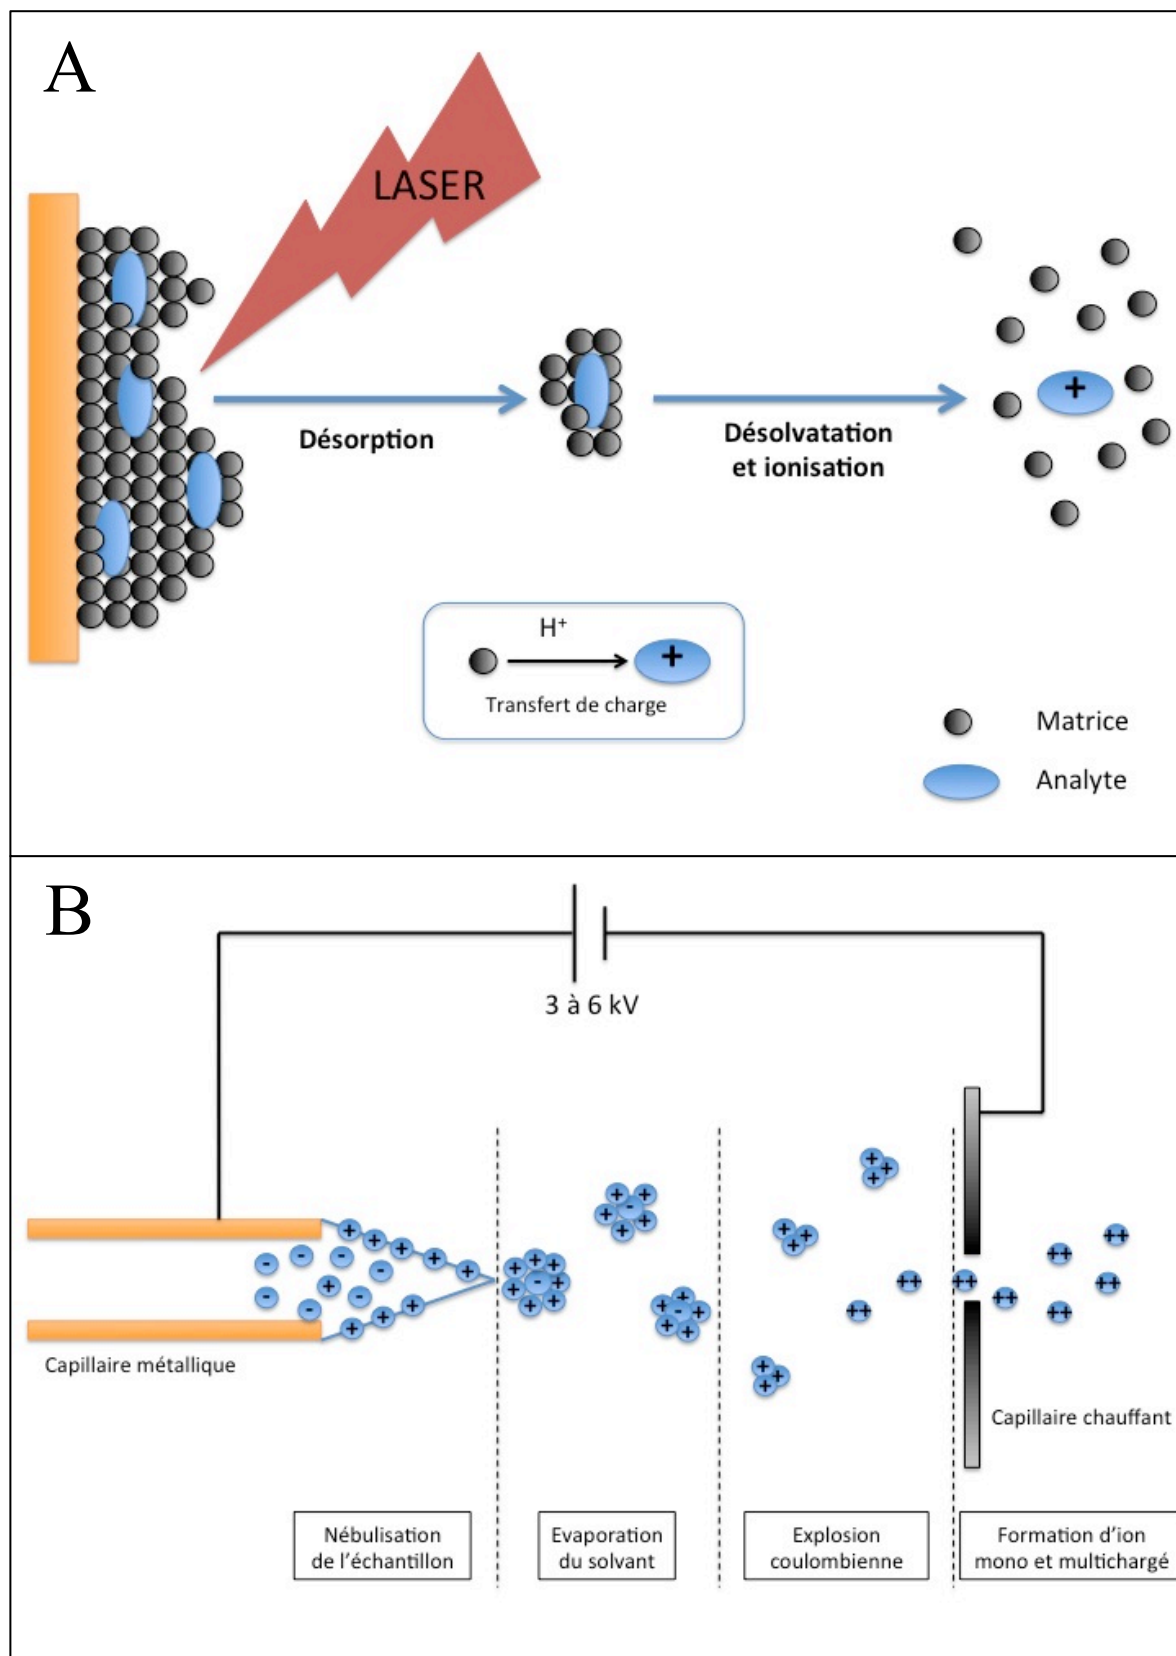 A
LASER
Désorption
Désolvatation
et ionisation
+
H+
+
Transfert de charge
Matrice
Analyte
B
3 à 6 kV
Capillaire métallique
Capillaire chauffant
Nébulisation
de l'échantillon
Evaporation
du solvant
Explosion
coulombienne
Formation d'ion
mono et multichargé